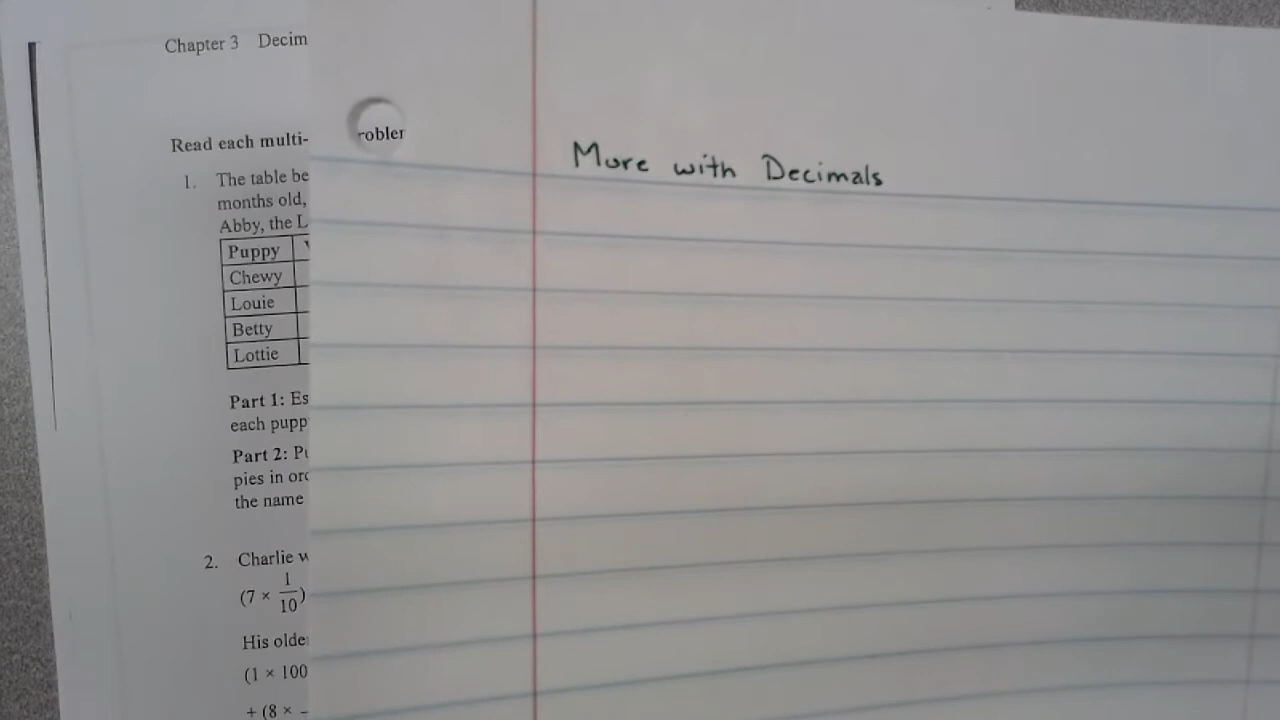 Chapter 3 Decim
Read each multi- robler
More with Decimals
1. The table be
months old,
Abby, the L
Puppy
Chewy
Louie
Betty
Lottie
Part 1: Es
each pupp
Part 2: Pu
pies in orc
the name
2. Charlie w
(7 × 1/10)
His olde
(1 × 100
+ (8 ×